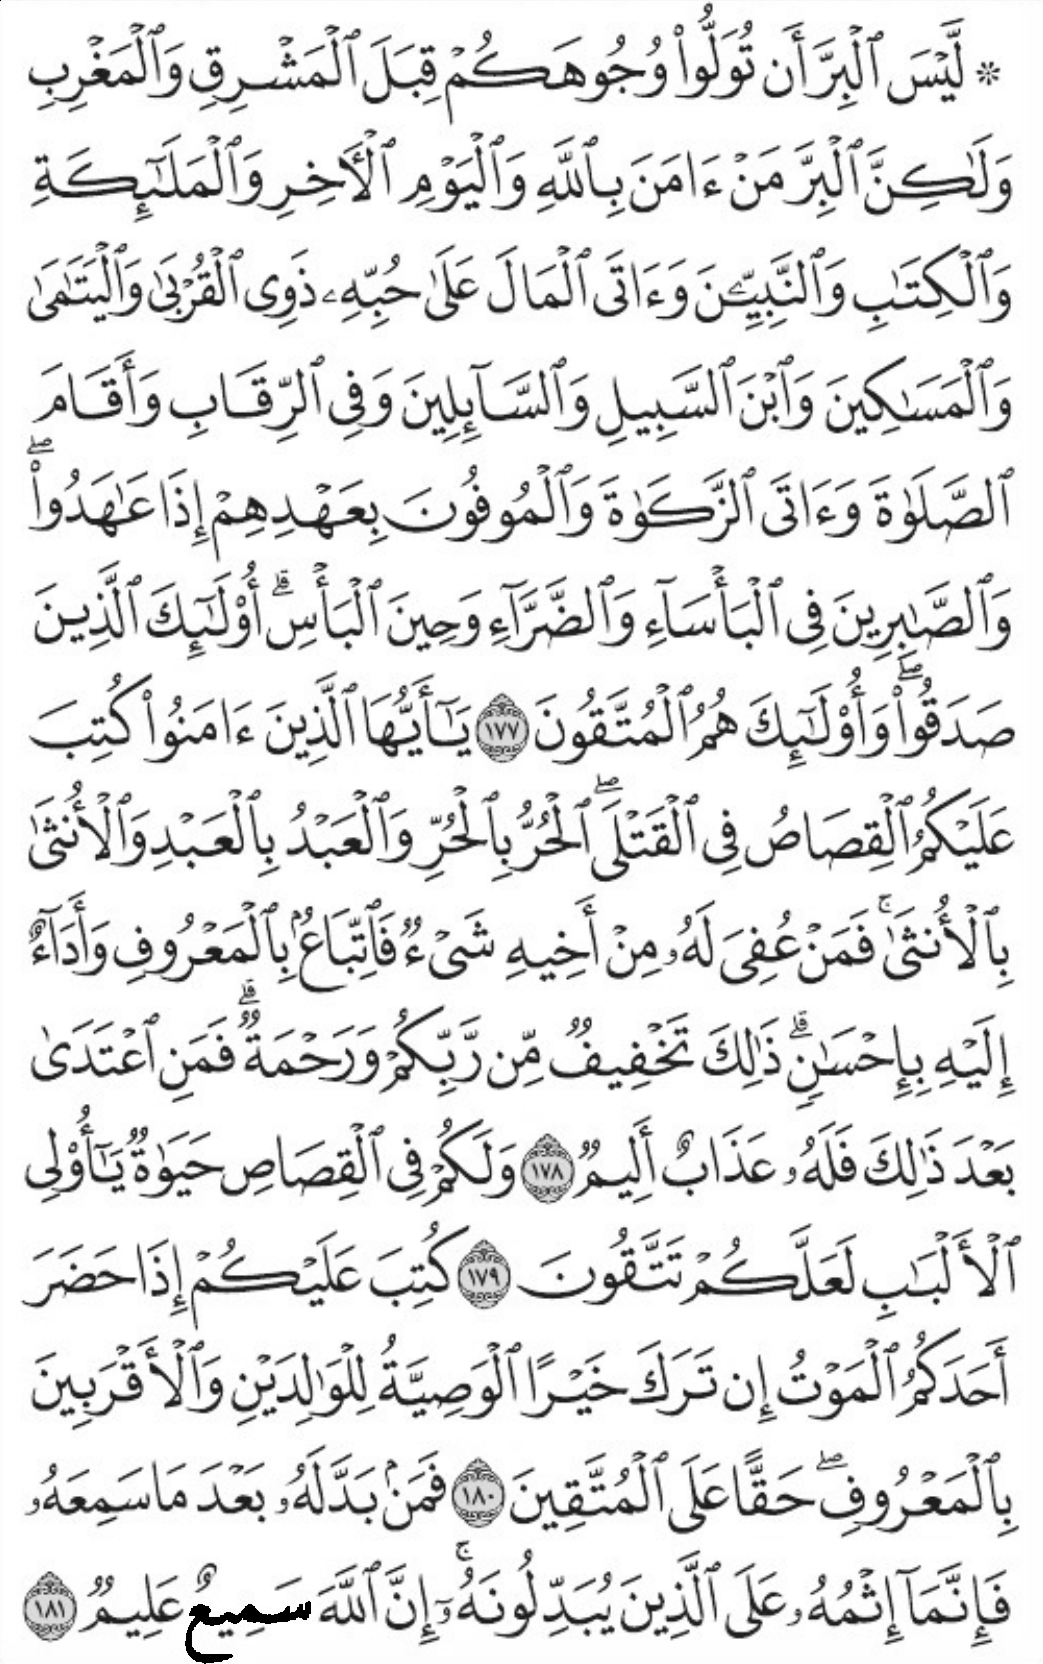 ۞ لَّيْسَ ٱلْبِرَّ أَن تُوَلُّوا۟ وُجُوهَكُمْ قِبَلَ ٱلْمَشْرِقِ وَٱلْمَغْرِبِ
وَلَـٰكِنَّ ٱلْبِرَّ مَنْ ءَامَنَ بِٱللَّهِ وَٱلْيَوْمِ ٱلْـَٔاخِرِ وَٱلْمَلَـٰٓئِكَةِ
وَٱلْكِتَـٰبِ وَٱلنَّبِيِّـۧنَ وَءَاتَى ٱلْمَالَ عَلَىٰ حُبِّهِۦ ذَوِى ٱلْقُرْبَىٰ وَٱلْيَتَـٰمَىٰ
وَٱلْمَسَـٰكِينَ وَٱبْنَ ٱلسَّبِيلِ وَٱلسَّآئِلِينَ وَفِى ٱلرِّقَابِ وَأَقَامَ
ٱلصَّلَوٰةَ وَءَاتَى ٱلزَّكَوٰةَ وَٱلْمُوفُونَ بِعَهْدِهِمْ إِذَا عَـٰهَدُوا۟ ۖ
وَٱلصَّـٰبِرِينَ فِى ٱلْبَأْسَآءِ وَٱلضَّرَّآءِ وَحِينَ ٱلْبَأْسِ ۗ أُو۟لَـٰٓئِكَ ٱلَّذِينَ
صَدَقُوا۟ ۖ وَأُو۟لَـٰٓئِكَ هُمُ ٱلْمُتَّقُونَ ١٧٧ يَـٰٓأَيُّهَا ٱلَّذِينَ ءَامَنُوا۟ كُتِبَ
عَلَيْكُمُ ٱلْقِصَاصُ فِى ٱلْقَتْلَى ۖ ٱلْحُرُّ بِٱلْحُرِّ وَٱلْعَبْدُ بِٱلْعَبْدِ وَٱلْأُنثَىٰ
بِٱلْأُنثَىٰ ۚ فَمَنْ عُفِىَ لَهُۥ مِنْ أَخِيهِ شَىْءٌ فَٱتِّبَاعٌۢ بِٱلْمَعْرُوفِ وَأَدَآءٌ
إِلَيْهِ بِإِحْسَـٰنٍ ۗ ذَٰلِكَ تَخْفِيفٌ مِّن رَّبِّكُمْ وَرَحْمَةٌ ۗ فَمَنِ ٱعْتَدَىٰ
بَعْدَ ذَٰلِكَ فَلَهُۥ عَذَابٌ أَلِيمٌ ١٧٨ وَلَكُمْ فِى ٱلْقِصَاصِ حَيَوٰةٌ يَـٰٓأُو۟لِى
ٱلْأَلْبَـٰبِ لَعَلَّكُمْ تَتَّقُونَ ١٧٩ كُتِبَ عَلَيْكُمْ إِذَا حَضَرَ
أَحَدَكُمُ ٱلْمَوْتُ إِن تَرَكَ خَيْرًا ٱلْوَصِيَّةُ لِلْوَٰلِدَيْنِ وَٱلْأَقْرَبِينَ
بِٱلْمَعْرُوفِ ۖ حَقًّا عَلَى ٱلْمُتَّقِينَ ١٨٠ فَمَنۢ بَدَّلَهُۥ بَعْدَ مَا سَمِعَهُۥ
فَإِنَّمَآ إِثْمُهُۥ عَلَى ٱلَّذِينَ يُبَدِّلُونَهُۥٓ ۚ إِنَّ ٱللَّهَ سَمِيعٌ عَلِيمٌ ١٨١